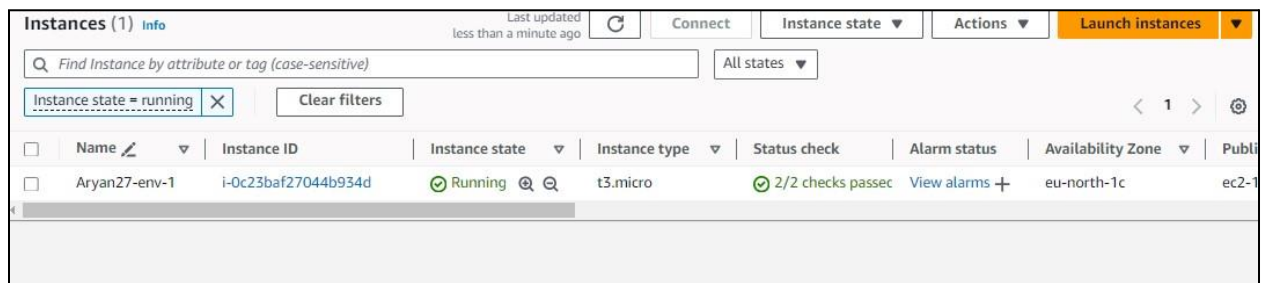 Instances (1) Info
Last updated
less than a minute ago
Connect
Instance state
Actions
Launch instances
Find Instance by attribute or tag (case-sensitive)
All states
Instance state = running
Clear filters
1
Name
Instance ID
Instance state
Instance type
Status check
Alarm status
Availability Zone
Publi
Aryan27-env-1
i-0c23baf27044b934d
Running
t3.micro
2/2 checks passec
View alarms +
eu-north-1c
ec2-1